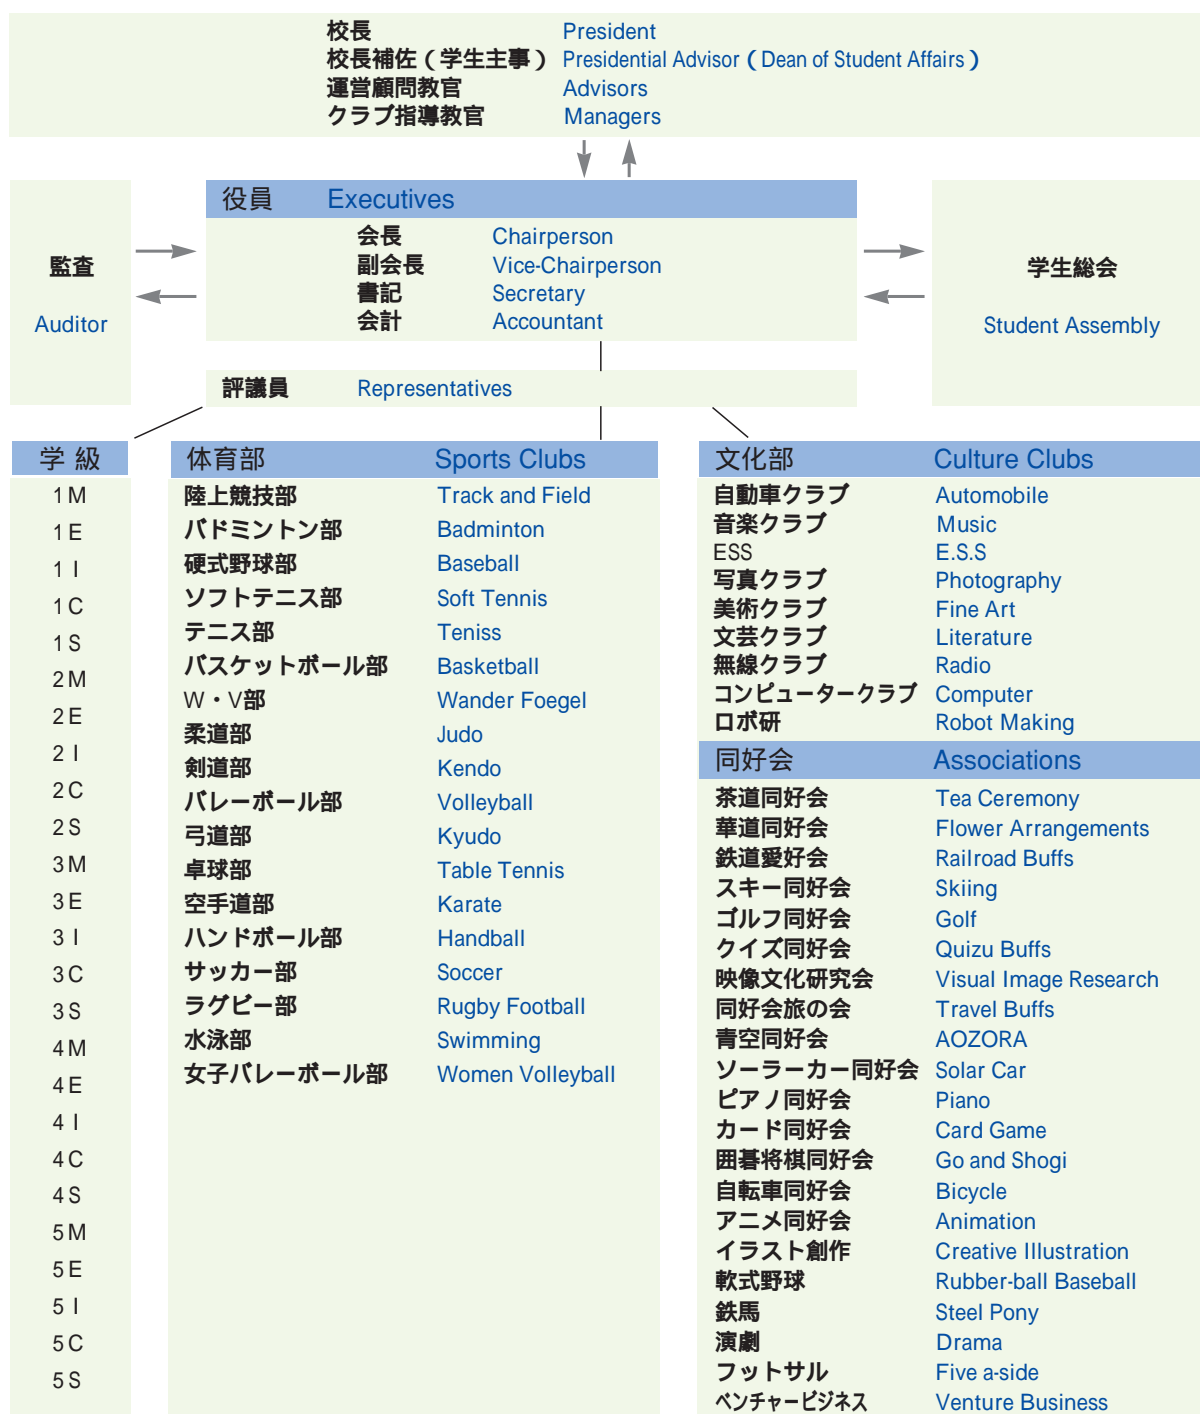 校長 President
校長補佐（学生主事） Presidential Advisor（Dean of Student Affairs）
運営顧問教官 Advisors
クラブ指導教官 Managers
役員 Executives
会長 Chairperson
副会長 Vice-Chairperson
書記 Secretary
会計 Accountant
監査
Auditor
学生総会
Student Assembly
評議員 Representatives
学 級
1M
1E
1I
1C
1S
2M
2E
2I
2C
2S
3M
3E
3I
3C
3S
4M
4E
4I
4C
4S
5M
5E
5I
5C
5S
体育部 Sports Clubs
陸上競技部 Track and Field
バドミントン部 Badminton
硬式野球部 Baseball
ソフトテニス部 Soft Tennis
テニス部 Teniss
バスケットボール部 Basketball
W・V部 Wander Foegel
柔道部 Judo
剣道部 Kendo
バレーボール部 Volleyball
弓道部 Kyudo
卓球部 Table Tennis
空手道部 Karate
ハンドボール部 Handball
サッカー部 Soccer
ラグビー部 Rugby Football
水泳部 Swimming
女子バレーボール部 Women Volleyball
文化部 Culture Clubs
自動車クラブ Automobile
音楽クラブ Music
ESS E.S.S
写真クラブ Photography
美術クラブ Fine Art
文芸クラブ Literature
無線クラブ Radio
コンピュータークラブ Computer
ロボ研 Robot Making
同好会 Associations
茶道同好会 Tea Ceremony
華道同好会 Flower Arrangements
鉄道愛好会 Railroad Buffs
スキー同好会 Skiing
ゴルフ同好会 Golf
クイズ同好会 Quizu Buffs
映像文化研究会 Visual Image Research
同好会旅の会 Travel Buffs
青空同好会 AOZORA
ソーラーカー同好会 Solar Car
ピアノ同好会 Piano
カード同好会 Card Game
囲碁将棋同好会 Go and Shogi
自転車同好会 Bicycle
アニメ同好会 Animation
イラスト創作 Creative Illustration
軟式野球 Rubber-ball Baseball
鉄馬 Steel Pony
演劇 Drama
フットサル Five a-side
ベンチャービジネス Venture Business